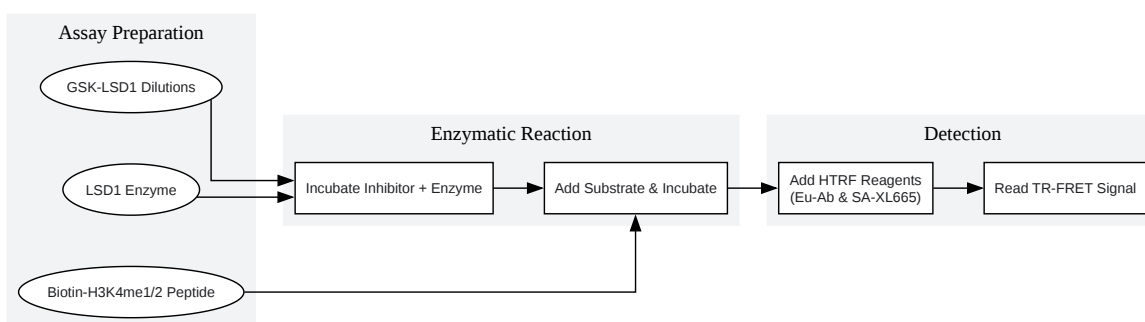 Assay Preparation
GSK-LSD1 Dilutions
LSD1 Enzyme
Biotin-H3K4me1/2 Peptide
Enzymatic Reaction
Incubate Inhibitor + Enzyme
Add Substrate & Incubate
Detection
Add HTRF Reagents
(Eu-Ab & SA-XL665)
Read TR-FRET Signal